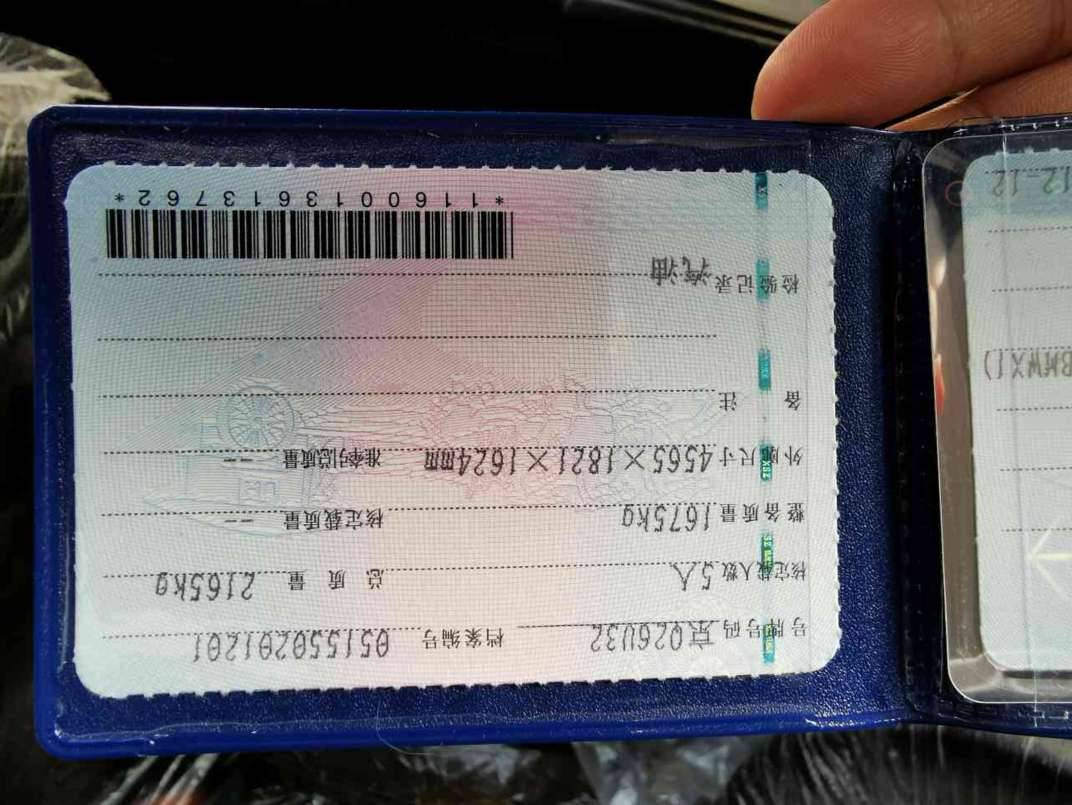 号牌号码 京Q26U32 档案编号 051550201201
核定载人数 5人 总质量 2165kg
整备质量 1675kg 核定载质量 --
外廓尺寸 4565×1821×1624mm 准牵引总质量 --
备注
检验记录 汽油
*1160013613762*
BMWX1)
12-12